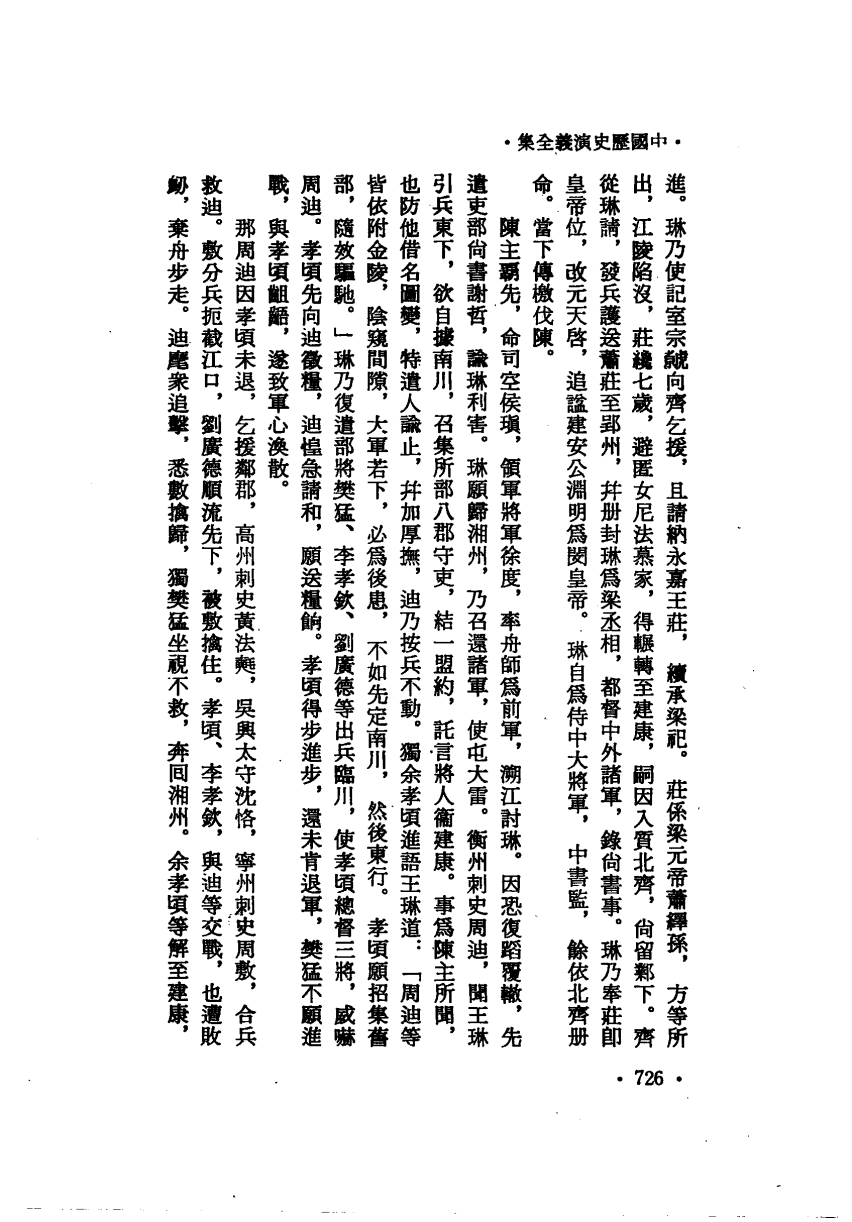 ·中國歷史演義全集·
進。琳乃使記室宗虩向齊乞援，且請納永嘉王莊，續承梁祀。莊係梁元帝蕭繹孫，方等所
出，江陵陷沒，莊纔七歲，避匿女尼法慕家，得輾轉至建康，嗣因入質北齊，尙留鄴下。齊
從琳請，發兵護送蕭莊至郢州，幷册封琳爲梁丞相，都督中外諸軍，錄尙書事。琳乃奉莊卽
皇帝位，改元天啓，追諡建安公淵明爲閔皇帝。琳自爲侍中大將軍，中書監，餘依北齊册
命。當下傳檄伐陳。
陳主霸先，命司空侯瑱，領軍將軍徐度，率舟師爲前軍，溯江討琳。因恐復蹈覆轍，先
遣吏部尙書謝哲，諭琳利害。琳願歸湘州，乃召還諸軍，使屯大雷。衡州刺史周迪，聞王琳
引兵東下，欲自據南川，召集所部八郡守吏，結一盟約，託言將人衞建康。事爲陳主所聞，
也防他借名圖變，特遣人諭止，幷加厚撫，迪乃按兵不動。獨余孝頃進語王琳道：「周迪等
皆依附金陵，陰窺間隙，大軍若下，必爲後患，不如先定南川，然後東行。孝頃願招集舊
部，隨效驅馳。」琳乃復遣部將樊猛、李孝欽、劉廣德等出兵臨川，使孝頃總督三將，威嚇
周迪。孝頃先向迪徵糧，迪惶急請和，願送糧餉。孝頃得步進步，還未肯退軍，樊猛不願進
戰，與孝頃齟齬，遂致軍心渙散。
那周迪因孝頃未退，乞援鄰郡，高州刺史黃法𣰰，吳興太守沈恪，寧州刺史周敷，合兵
救迪。敷分兵扼截江口，劉廣德順流先下，被敷擒住。孝頃、李孝欽，與迪等交戰，也遭敗
衂，棄舟步走。迪麾衆追擊，悉數擒歸，獨樊猛坐視不救，奔回湘州。余孝頃等解至建康，
·726·